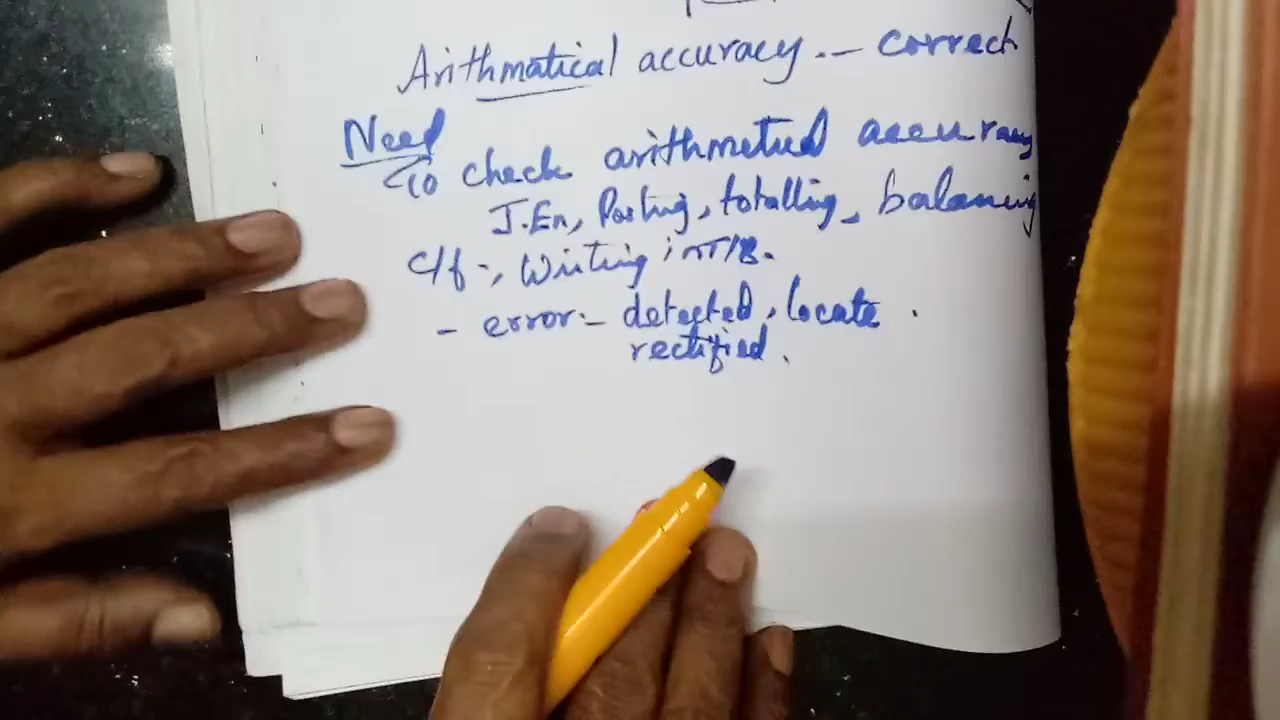 Arithmatical accuracy. - correct
Need
To check arithmetical accuracy
J.En, Posting, totalling, balancing
c/f -, Writing in T/B.
- error - detected, locate.
rectified.